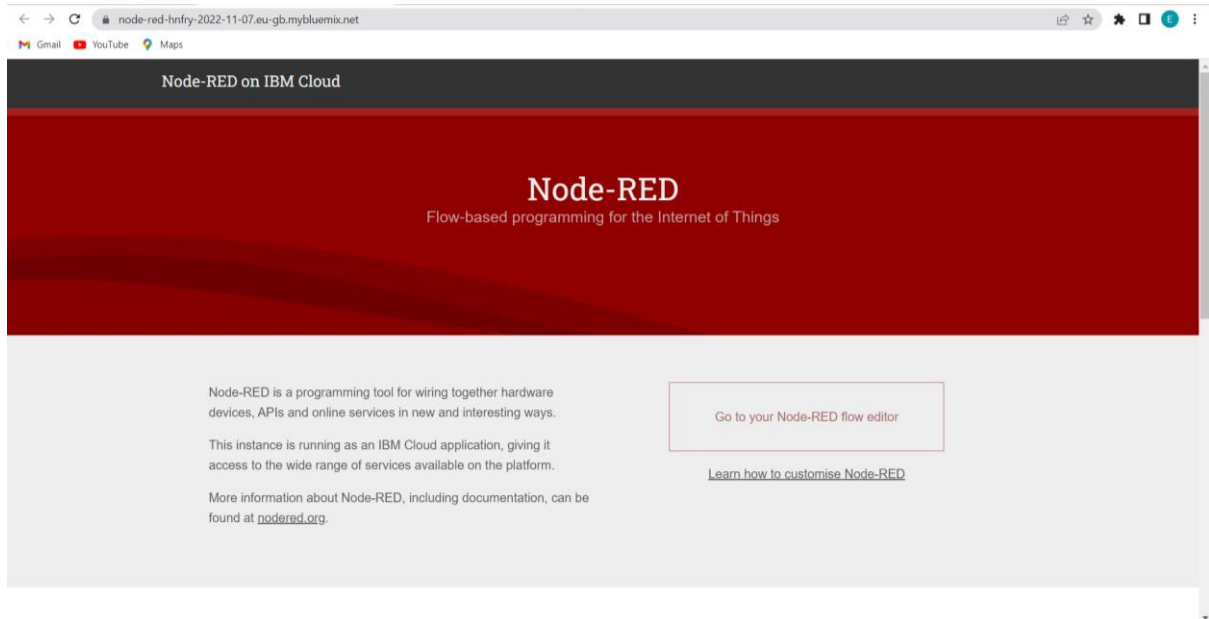 node-red-hnfry-2022-11-07.eu-gb.mybluemix.net
E
Gmail YouTube Maps
Node-RED on IBM Cloud
Node-RED
Flow-based programming for the Internet of Things
Node-RED is a programming tool for wiring together hardware
devices, APIs and online services in new and interesting ways.
This instance is running as an IBM Cloud application, giving it
access to the wide range of services available on the platform.
More information about Node-RED, including documentation, can be
found at nodered.org.
Go to your Node-RED flow editor
Learn how to customise Node-RED